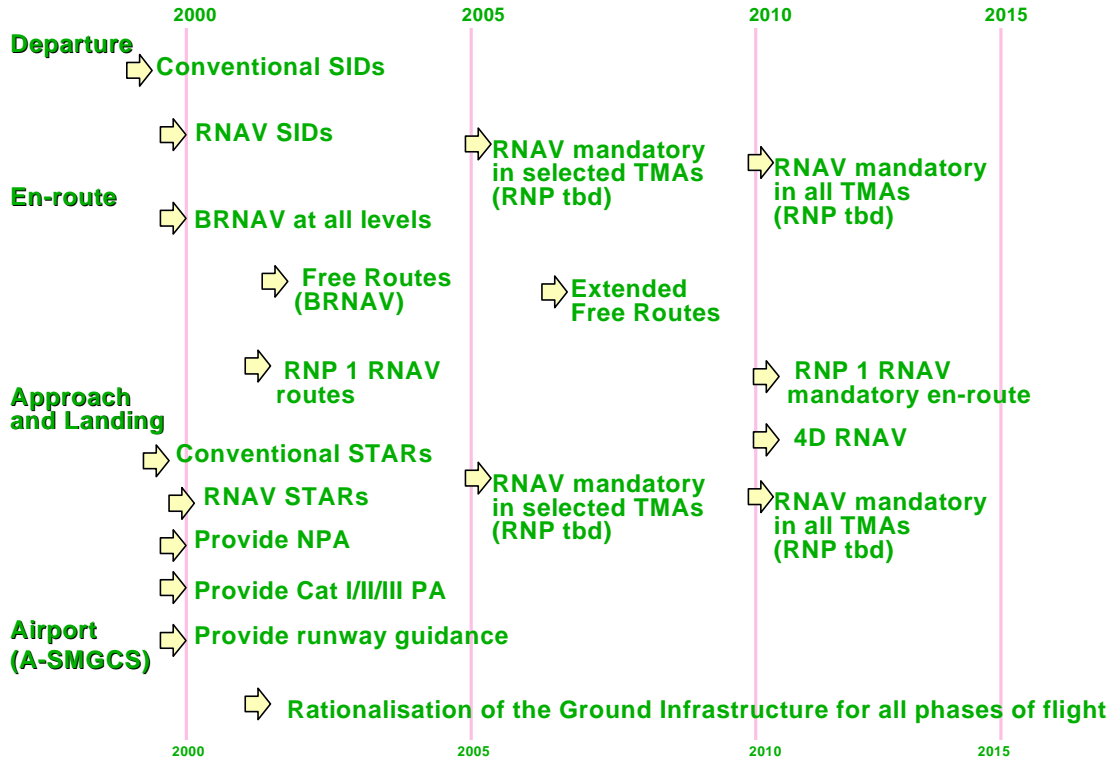 2000 2005 2010 2015
Departure
Conventional SIDs
RNAV SIDs
RNAV mandatory
in selected TMAs
(RNP tbd)
RNAV mandatory
in all TMAs
(RNP tbd)
En-route
BRNAV at all levels
Free Routes
(BRNAV)
Extended
Free Routes
RNP 1 RNAV
routes
RNP 1 RNAV
mandatory en-route
4D RNAV
Approach
and Landing
Conventional STARs
RNAV STARs
RNAV mandatory
in selected TMAs
(RNP tbd)
RNAV mandatory
in all TMAs
(RNP tbd)
Provide NPA
Provide Cat I/II/III PA
Airport
(A-SMGCS)
Provide runway guidance
Rationalisation of the Ground Infrastructure for all phases of flight
2000 2005 2010 2015